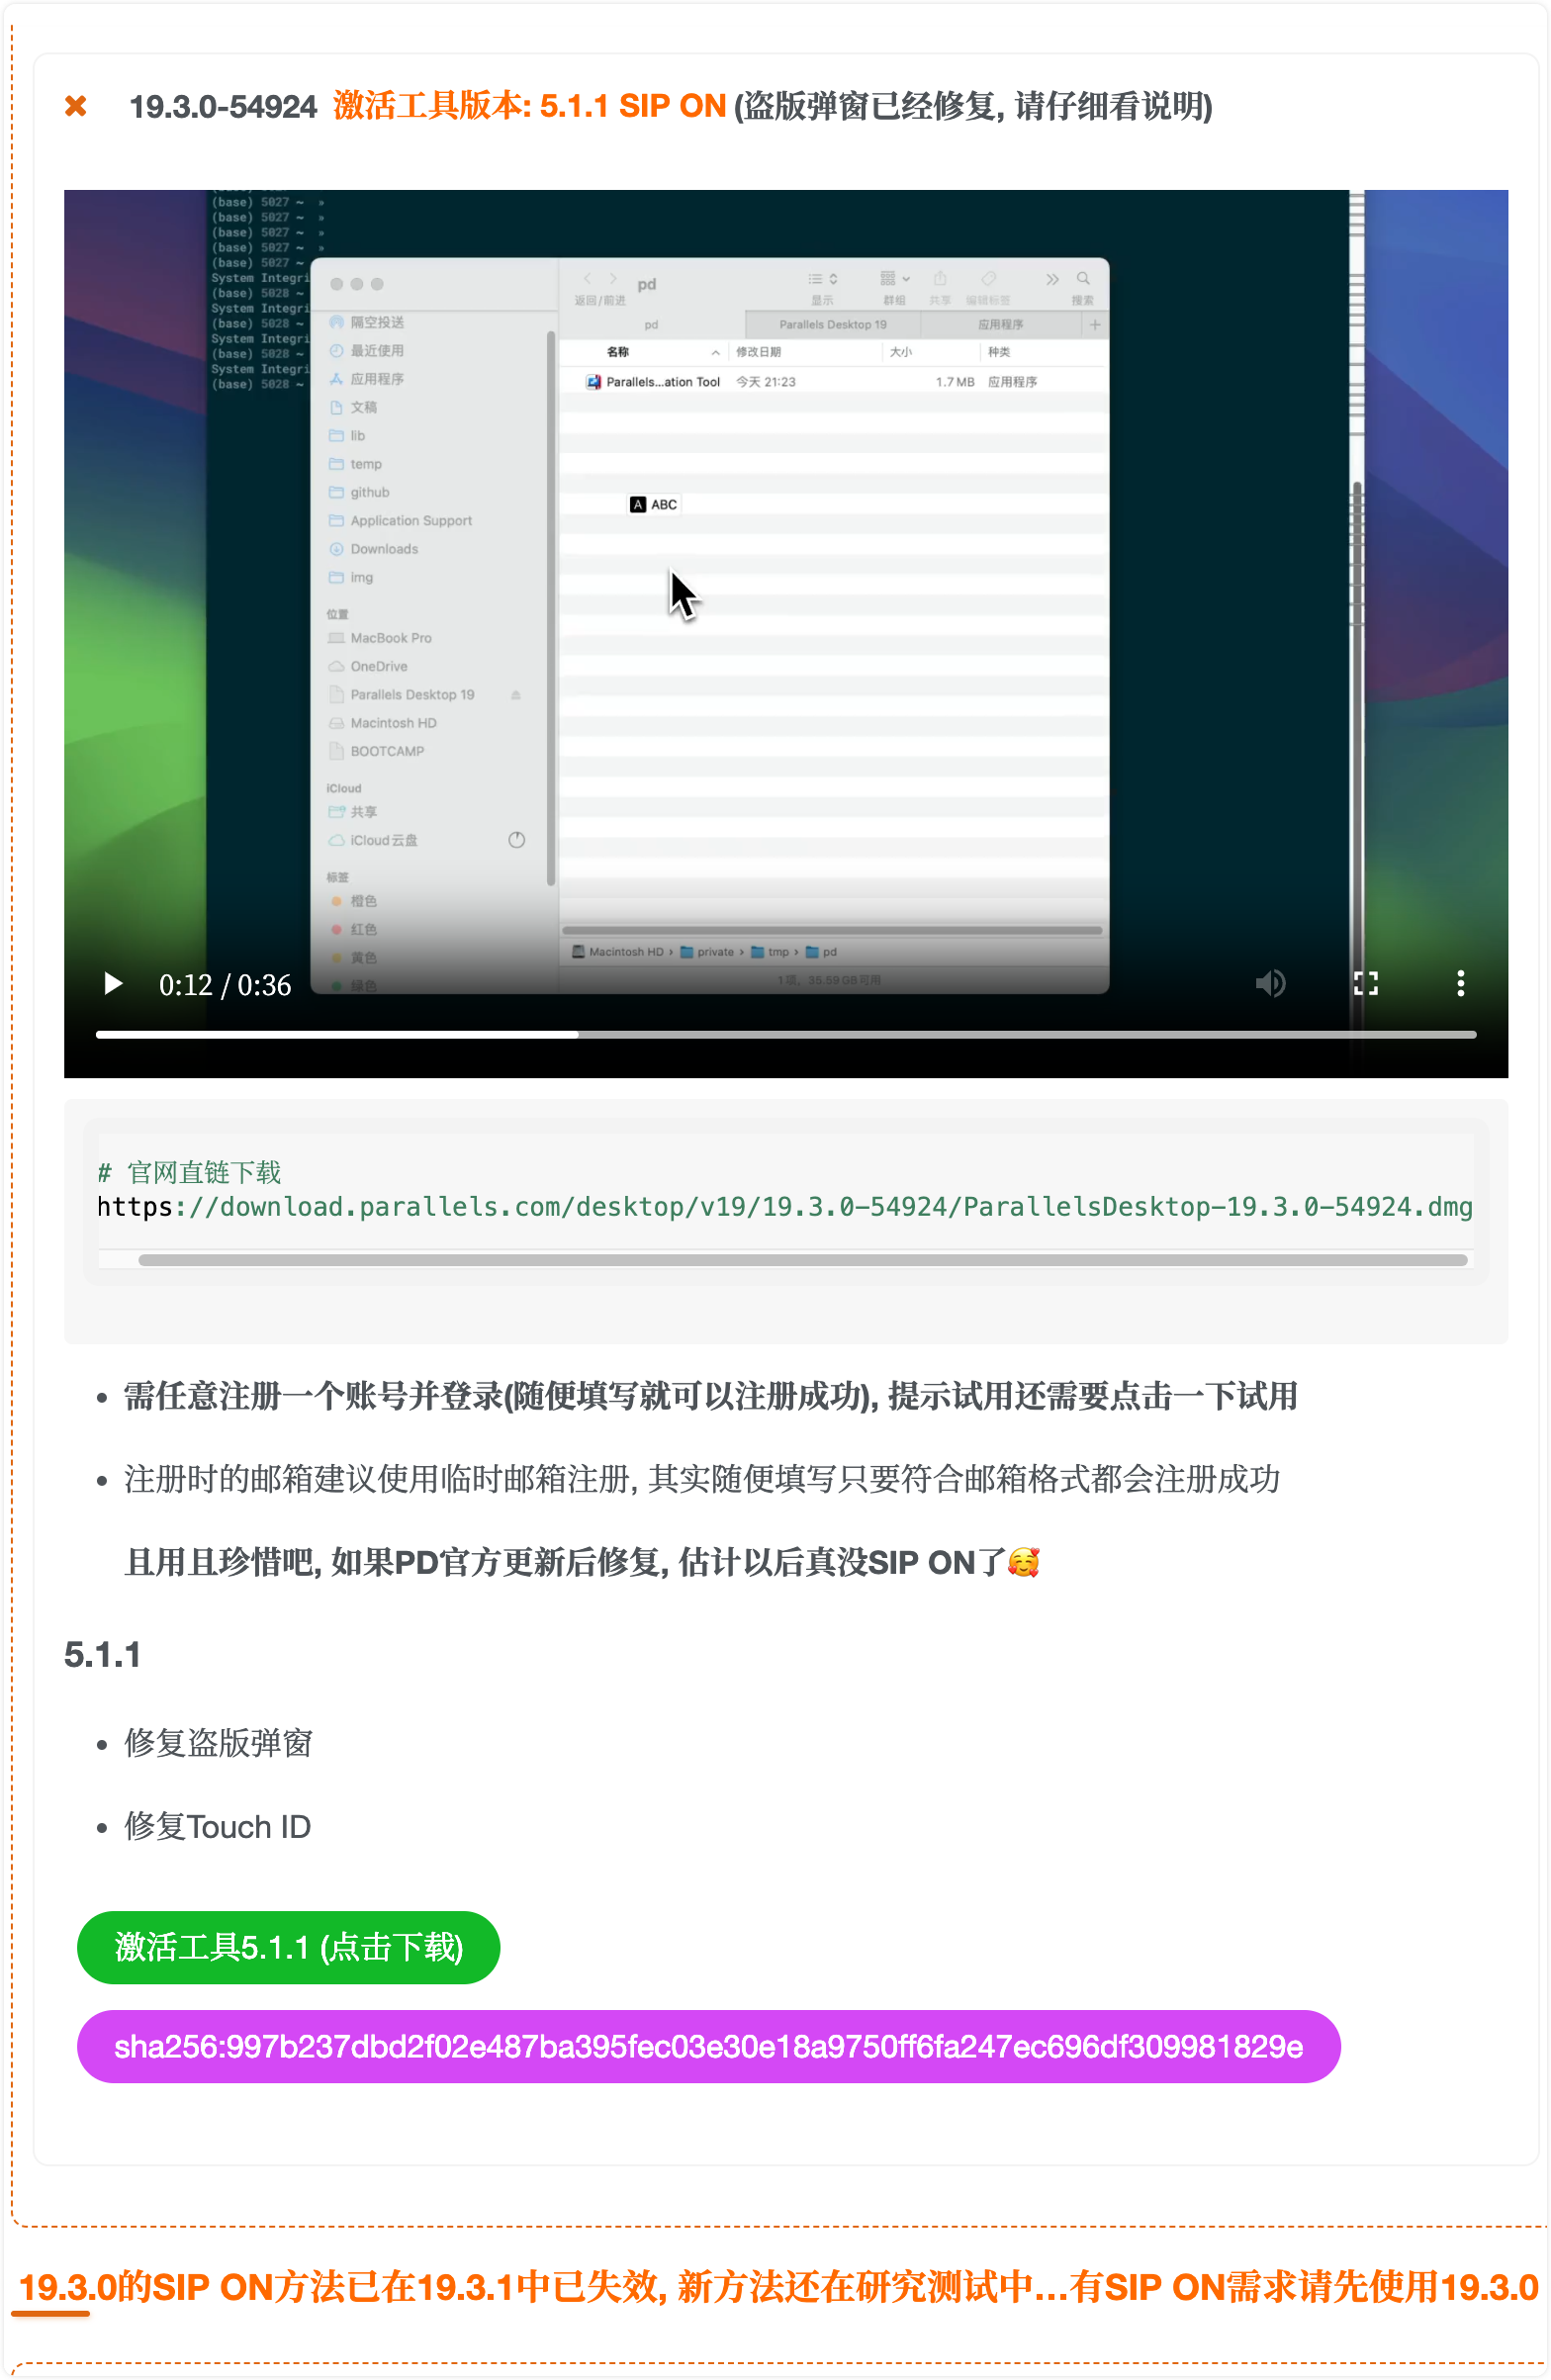 19.3.0-54924 激活工具版本: 5.1.1 SIP ON (盗版弹窗已经修复, 请仔细看说明)
(base) 5027 ~ »
(base) 5027 ~ »
(base) 5027 ~ »
(base) 5027 ~ »
(base) 5027 ~
System Integri
(base) 5028 ~
System Integri
(base) 5028 ~
System Integri
(base) 5028 ~
System Integri
(base) 5028 ~
隔空投送
最近使用
应用程序
文稿
lib
temp
github
Application Support
Downloads
img
位置
MacBook Pro
OneDrive
Parallels Desktop 19
Macintosh HD
BOOTCAMP
iCloud
共享
iCloud云盘
标签
橙色
红色
黄色
绿色
pd
返回/前进 显示 群组 共享 编辑标签 搜索
pd Parallels Desktop 19 应用程序
名称 修改日期 大小 种类
Parallels...ation Tool 今天 21:23 1.7 MB 应用程序
A ABC
Macintosh HD › private › tmp › pd
1 项, 35.59 GB 可用
0:12 / 0:36
# 官网直链下载
https://download.parallels.com/desktop/v19/19.3.0-54924/ParallelsDesktop-19.3.0-54924.dmg
需任意注册一个账号并登录(随便填写就可以注册成功), 提示试用还需要点击一下试用
注册时的邮箱建议使用临时邮箱注册, 其实随便填写只要符合邮箱格式都会注册成功
且用且珍惜吧, 如果PD官方更新后修复, 估计以后真没SIP ON了🥰
5.1.1
修复盗版弹窗
修复Touch ID
激活工具5.1.1 (点击下载)
sha256:997b237dbd2f02e487ba395fec03e30e18a9750ff6fa247ec696df309981829e
19.3.0的SIP ON方法已在19.3.1中已失效, 新方法还在研究测试中...有SIP ON需求请先使用19.3.0